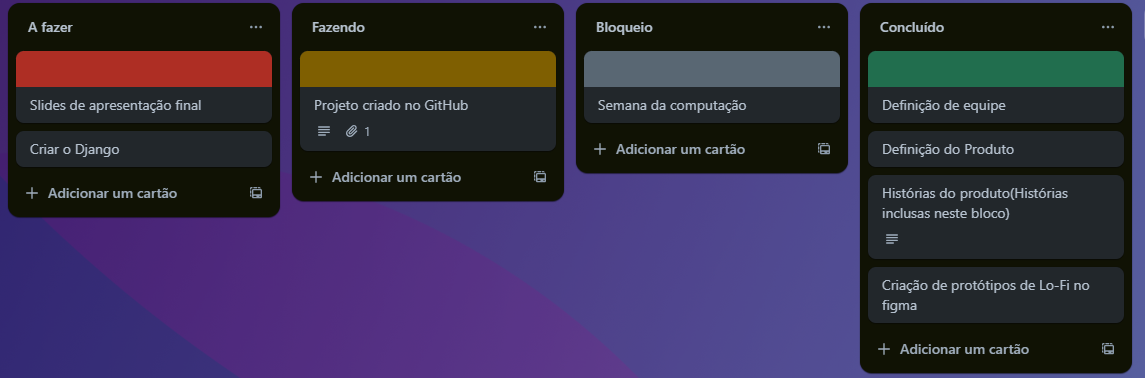 A fazer
Slides de apresentação final
Criar o Django
Adicionar um cartão
Fazendo
Projeto criado no GitHub
1
Adicionar um cartão
Bloqueio
Semana da computação
Adicionar um cartão
Concluído
Definição de equipe
Definição do Produto
Histórias do produto(Histórias
inclusas neste bloco)
Criação de protótipos de Lo-Fi no
figma
Adicionar um cartão